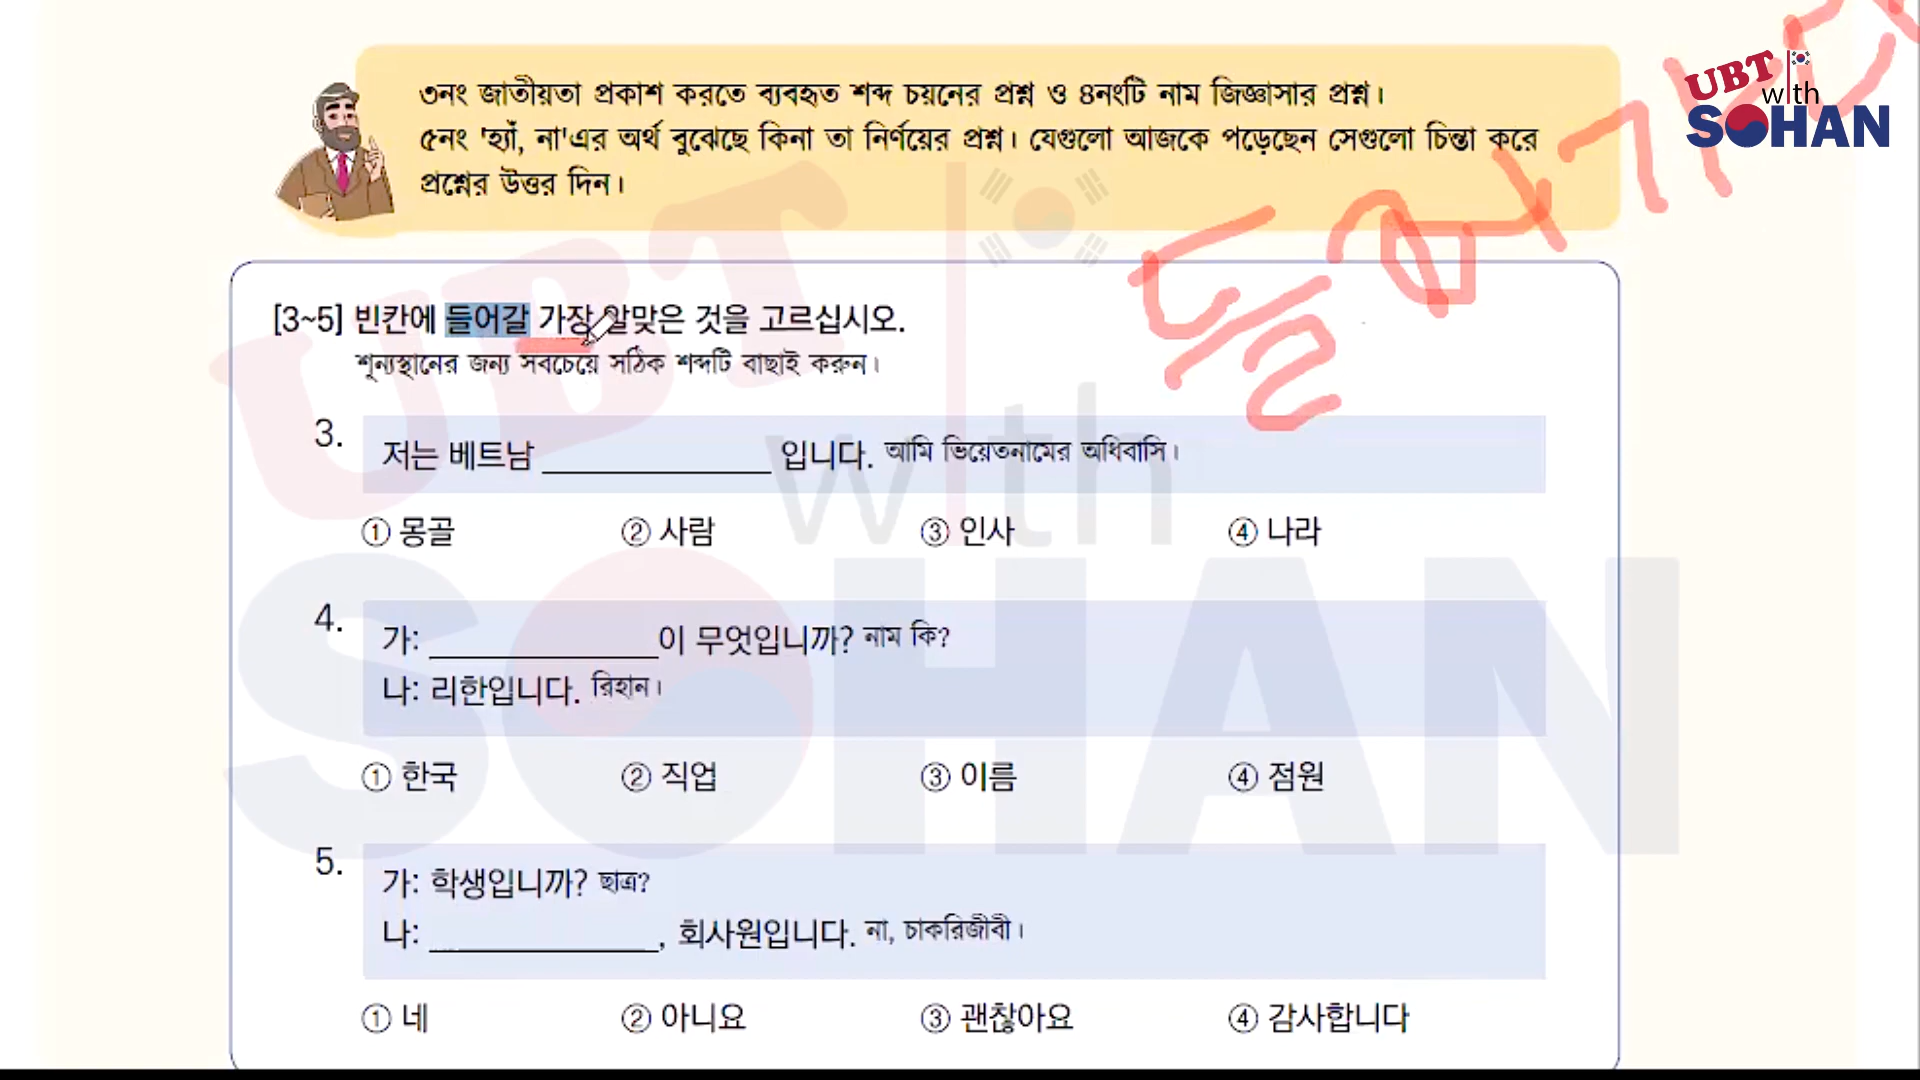 ৩নং জাতীয়তা প্রকাশ করতে ব্যবহৃত শব্দ চয়নের প্রশ্ন ও ৪নংটি নাম জিজ্ঞাসার প্রশ্ন।
৫নং 'হ্যাঁ, না'এর অর্থ বুঝেছে কিনা তা নির্ণয়ের প্রশ্ন। যেগুলো আজকে পড়েছেন সেগুলো চিন্তা করে
প্রশ্নের উত্তর দিন।
UBT
with
SOHAN
[3~5] 빈칸에 들어갈 가장 알맞은 것을 고르십시오.
শূন্যস্থানের জন্য সবচেয়ে সঠিক শব্দটি বাছাই করুন।
3.
저는 베트남 ____________ 입니다. আমি ভিয়েতনামের অধিবাসি।
① 몽골 ② 사람 ③ 인사 ④ 나라
4.
가: ____________이 무엇입니까? নাম কি?
나: 리한입니다. রিহান।
① 한국 ② 직업 ③ 이름 ④ 점원
5.
가: 학생입니까? ছাত্র?
나: ____________, 회사원입니다. না, চাকরিজীবী।
① 네 ② 아니요 ③ 괜찮아요 ④ 감사합니다
UBT
with
SOHAN